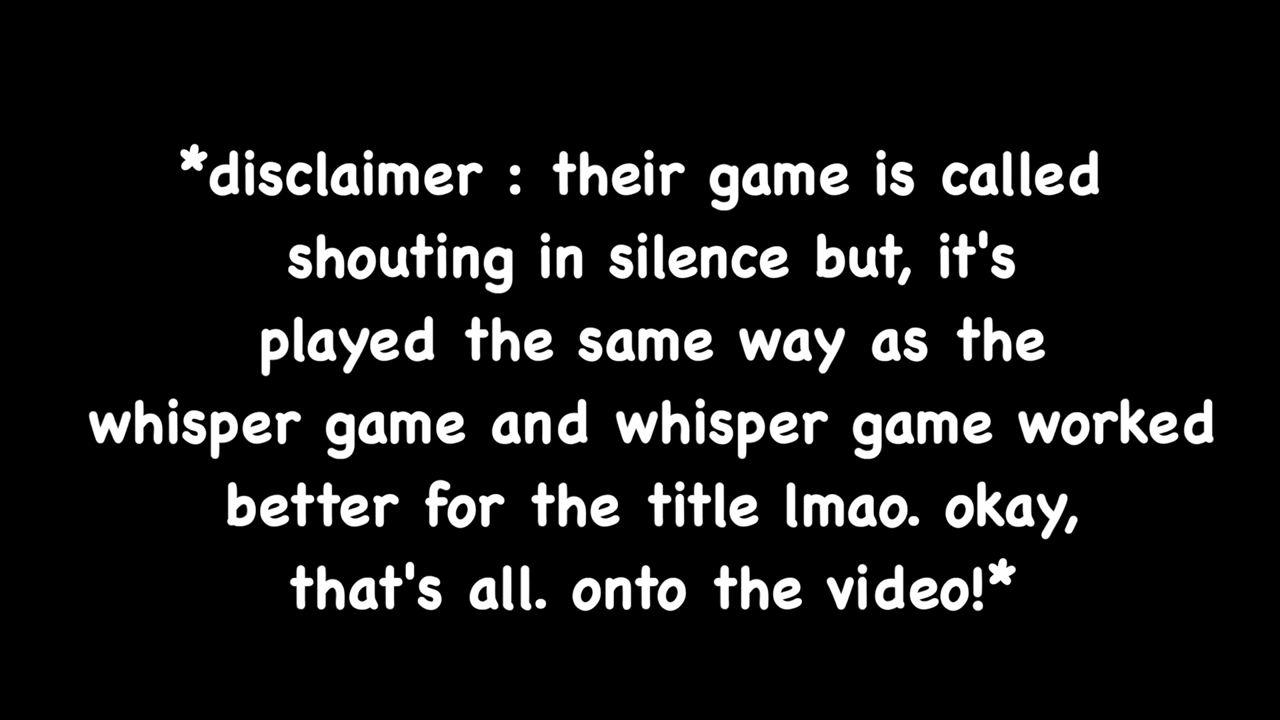 *disclaimer : their game is called
shouting in silence but, it's
played the same way as the
whisper game and whisper game worked
better for the title lmao. okay,
that's all. onto the video!*